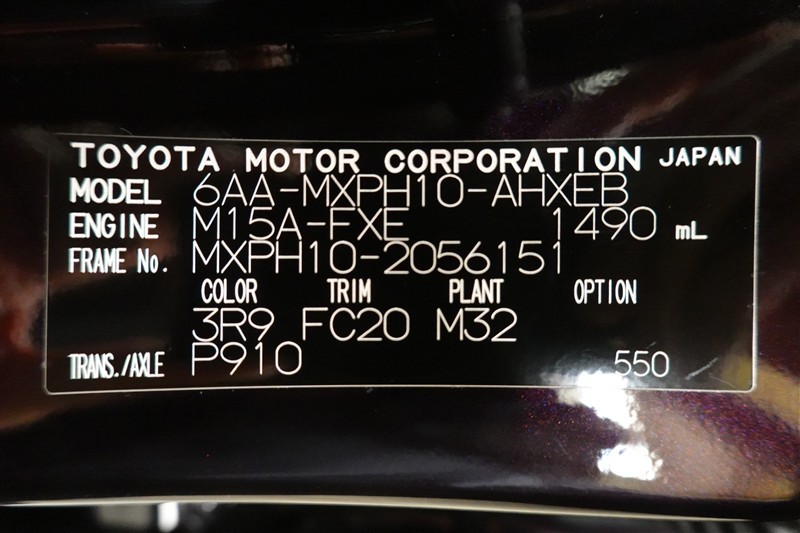 TOYOTA MOTOR CORPORATION JAPAN
MODEL 6AA-MXPH10-AHXEB
ENGINE M15A-FXE 1490 mL
FRAME No. MXPH10-2056151
COLOR TRIM PLANT OPTION
3R9 FC20 M32
TRANS./AXLE P910 550